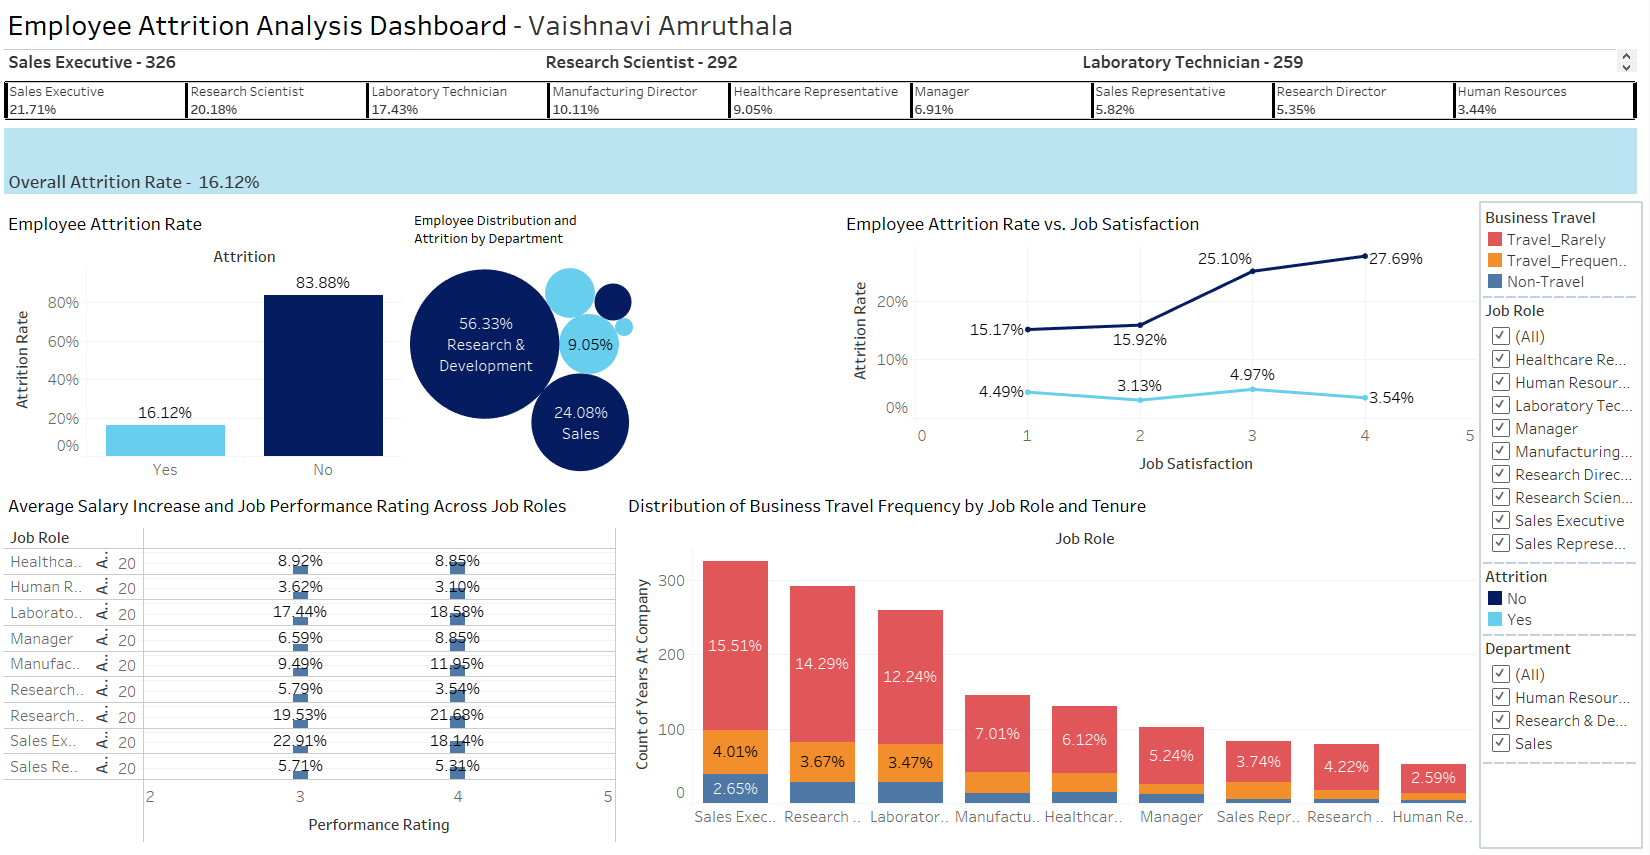 Employee Attrition Analysis Dashboard - Vaishnavi Amruthala
Sales Executive - 326
Research Scientist - 292
Laboratory Technician - 259
Sales Executive
21.71%
Research Scientist
20.18%
Laboratory Technician
17.43%
Manufacturing Director
10.11%
Healthcare Representative
9.05%
Manager
6.91%
Sales Representative
5.82%
Research Director
5.35%
Human Resources
3.44%
Overall Attrition Rate - 16.12%
Employee Attrition Rate
Attrition
Attrition Rate
80%
60%
40%
20%
0%
16.12%
83.88%
Yes
No
Employee Distribution and
Attrition by Department
56.33%
Research &
Development
9.05%
24.08%
Sales
Employee Attrition Rate vs. Job Satisfaction
Attrition Rate
20%
10%
0%
15.17%
15.92%
25.10%
27.69%
4.49%
3.13%
4.97%
3.54%
0
1
2
3
4
5
Job Satisfaction
Business Travel
Travel_Rarely
Travel_Frequen..
Non-Travel
Job Role
(All)
Healthcare Re...
Human Resour...
Laboratory Tec...
Manager
Manufacturing...
Research Direc...
Research Scien...
Sales Executive
Sales Represe...
Attrition
No
Yes
Department
(All)
Human Resour...
Research & De...
Sales
Average Salary Increase and Job Performance Rating Across Job Roles
Job Role
Healthca.. A.. 20 8.92% 8.85%
Human R.. A.. 20 3.62% 3.10%
Laborato.. A.. 20 17.44% 18.58%
Manager A.. 20 6.59% 8.85%
Manufac.. A.. 20 9.49% 11.95%
Research.. A.. 20 5.79% 3.54%
Research.. A.. 20 19.53% 21.68%
Sales Ex.. A.. 20 22.91% 18.14%
Sales Re.. A.. 20 5.71% 5.31%
2
3
4
5
Performance Rating
Distribution of Business Travel Frequency by Job Role and Tenure
Job Role
Count of Years At Company
300
200
100
0
15.51%
4.01%
2.65%
14.29%
3.67%
12.24%
3.47%
7.01%
6.12%
5.24%
3.74%
4.22%
2.59%
Sales Exec..
Research ..
Laborator..
Manufactu..
Healthcar..
Manager
Sales Repr..
Research ..
Human Re..